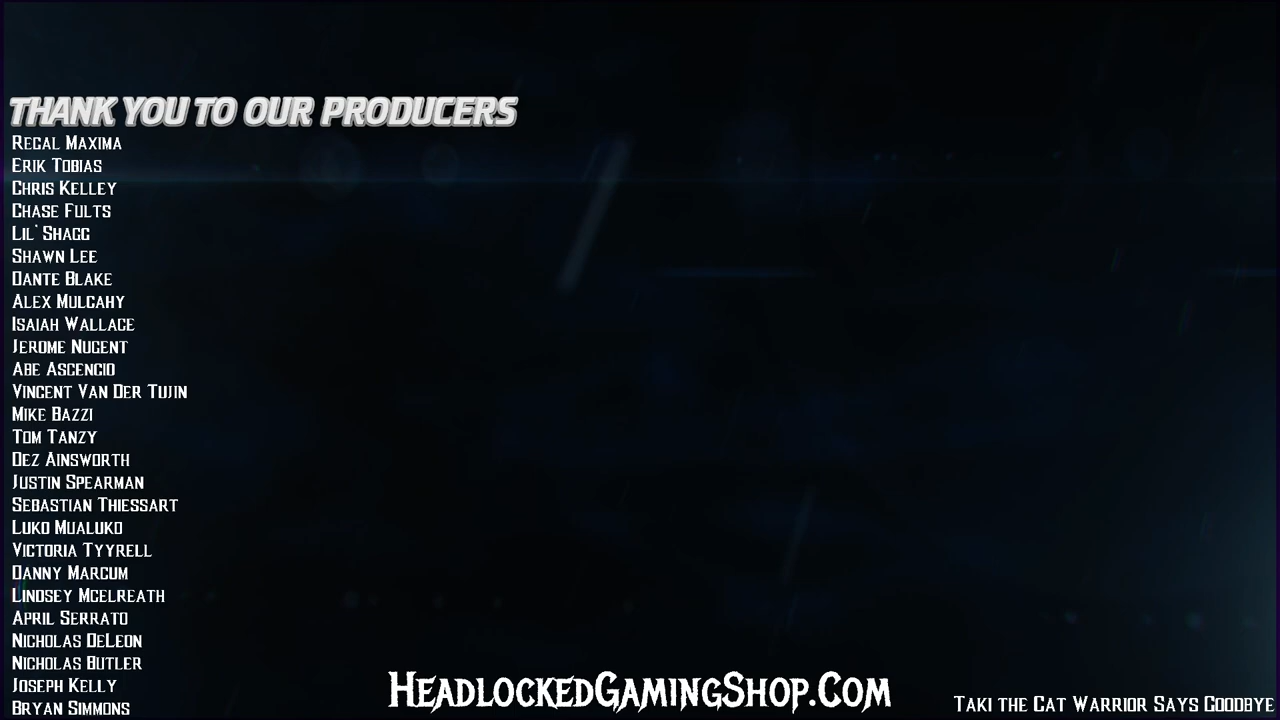 THANK YOU TO OUR PRODUCERS
REGAL MAXIMA
ERIK TOBIAS
CHRIS KELLEY
CHASE FULTS
LIL' SHAGG
SHAWN LEE
DANTE BLAKE
ALEX MULCAHY
ISAIAH WALLACE
JEROME NUGENT
ABE ASCENCIO
VINCENT VAN DER TUIJN
MIKE BAZZI
TOM TANZY
DEZ AINSWORTH
JUSTIN SPEARMAN
SEBASTIAN THIESSART
LUKO MUALUKO
VICTORIA TYYRELL
DANNY MARCUM
LINDSEY MCELREATH
APRIL SERRATO
NICHOLAS DELEON
NICHOLAS BUTLER
JOSEPH KELLY
BRYAN SIMMONS
HEADLOCKEDGAMINGSHOP.COM
TAKI THE CAT WARRIOR SAYS GOODBYE